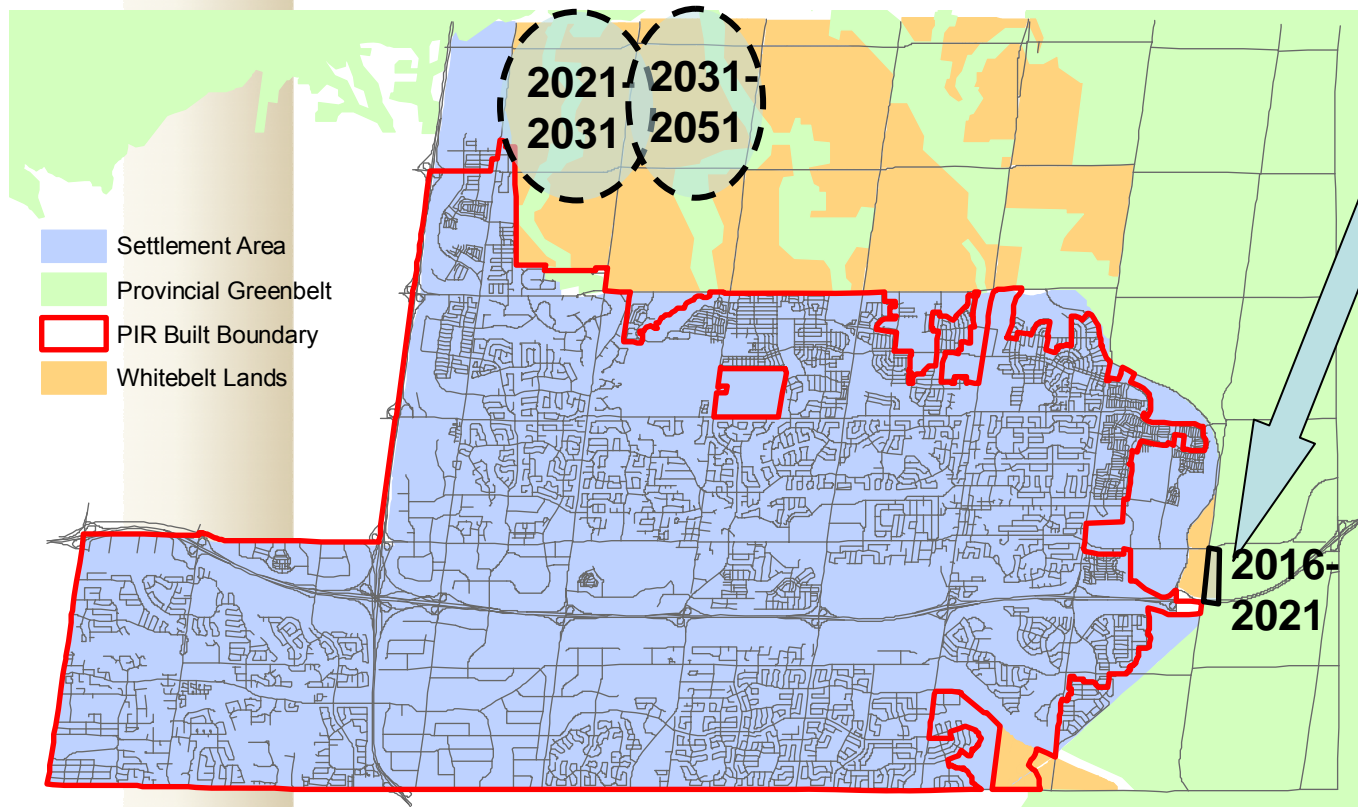 2021-
2031
2031-
2051
Settlement Area
Provincial Greenbelt
PIR Built Boundary
Whitebelt Lands
2016-
2021